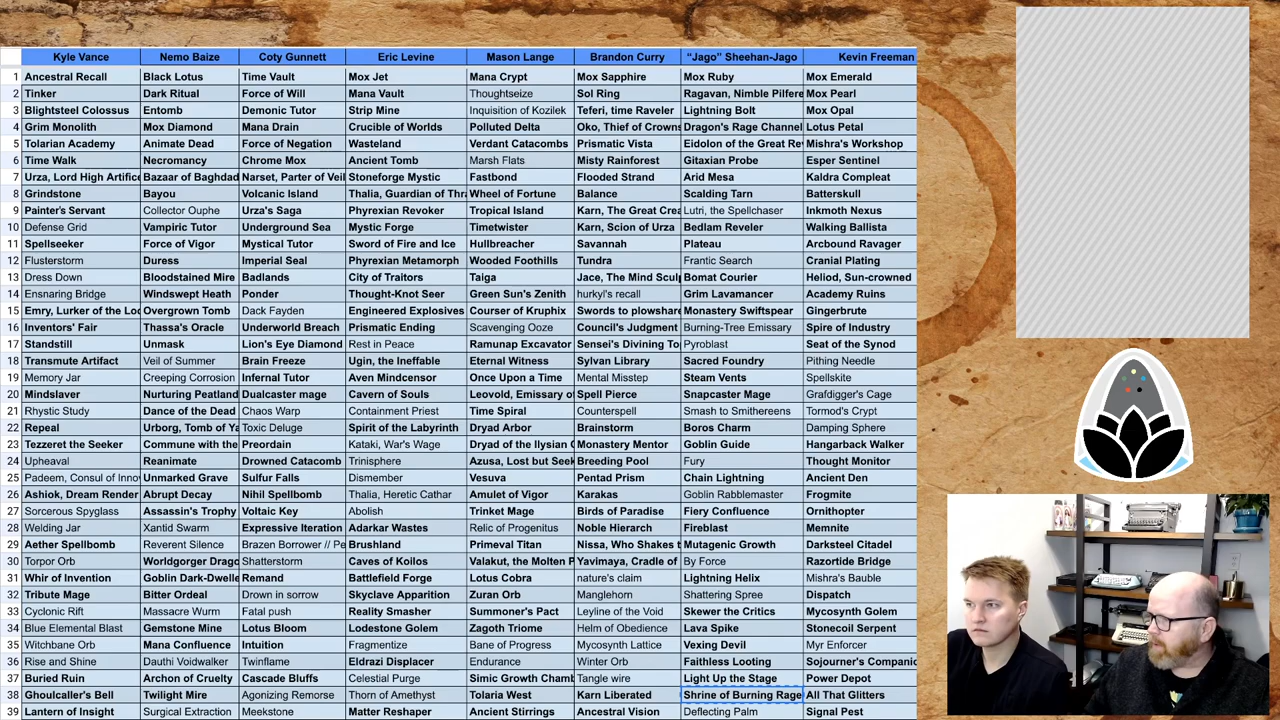 Kyle Vance Nemo Baize Coty Gunnett Eric Levine Mason Lange Brandon Curry "Jago" Sheehan-Jago Kevin Freeman
1 Ancestral Recall Black Lotus Time Vault Mox Jet Mana Crypt Mox Sapphire Mox Ruby Mox Emerald
2 Tinker Dark Ritual Force of Will Mana Vault Thoughtseize Sol Ring Ragavan, Nimble Pilfere Mox Pearl
3 Blightsteel Colossus Entomb Demonic Tutor Strip Mine Inquisition of Kozilek Teferi, time Raveler Lightning Bolt Mox Opal
4 Grim Monolith Mox Diamond Mana Drain Crucible of Worlds Polluted Delta Oko, Thief of Crowns Dragon's Rage Channel Lotus Petal
5 Tolarian Academy Animate Dead Force of Negation Wasteland Verdant Catacombs Prismatic Vista Eidolon of the Great Rev Mishra's Workshop
6 Time Walk Necromancy Chrome Mox Ancient Tomb Marsh Flats Misty Rainforest Gitaxian Probe Esper Sentinel
7 Urza, Lord High Artifice Bazaar of Baghdad Narset, Parter of Veil Stoneforge Mystic Fastbond Flooded Strand Arid Mesa Kaldra Compleat
8 Grindstone Bayou Volcanic Island Thalia, Guardian of Thra Wheel of Fortune Balance Scalding Tarn Batterskull
9 Painter's Servant Collector Ouphe Urza's Saga Phyrexian Revoker Tropical Island Karn, The Great Crea Lutri, the Spellchaser Inkmoth Nexus
10 Defense Grid Vampiric Tutor Underground Sea Mystic Forge Timetwister Karn, Scion of Urza Bedlam Reveler Walking Ballista
11 Spellseeker Force of Vigor Mystical Tutor Sword of Fire and Ice Hullbreacher Savannah Plateau Arcbound Ravager
12 Flusterstorm Duress Imperial Seal Phyrexian Metamorph Wooded Foothills Tundra Frantic Search Cranial Plating
13 Dress Down Bloodstained Mire Badlands City of Traitors Taiga Jace, The Mind Sculp Bomat Courier Heliod, Sun-crowned
14 Ensnaring Bridge Windswept Heath Ponder Thought-Knot Seer Green Sun's Zenith hurkyl's recall Grim Lavamancer Academy Ruins
15 Emry, Lurker of the Loc Overgrown Tomb Dack Fayden Engineered Explosives Courser of Kruphix Swords to plowshare Monastery Swiftspear Gingerbrute
16 Inventors' Fair Thassa's Oracle Underworld Breach Prismatic Ending Scavenging Ooze Council's Judgment Burning-Tree Emissary Spire of Industry
17 Standstill Unmask Lion's Eye Diamond Rest in Peace Ramunap Excavator Sensei's Divining To Pyroblast Seat of the Synod
18 Transmute Artifact Veil of Summer Brain Freeze Ugin, the Ineffable Eternal Witness Sylvan Library Sacred Foundry Pithing Needle
19 Memory Jar Creeping Corrosion Infernal Tutor Aven Mindcensor Once Upon a Time Mental Misstep Steam Vents Spellskite
20 Mindslaver Nurturing Peatland Dualcaster mage Cavern of Souls Leovold, Emissary o Spell Pierce Snapcaster Mage Grafdigger's Cage
21 Rhystic Study Dance of the Dead Chaos Warp Containment Priest Time Spiral Counterspell Smash to Smithereens Tormod's Crypt
22 Repeal Urborg, Tomb of Ya Toxic Deluge Spirit of the Labyrinth Dryad Arbor Brainstorm Boros Charm Damping Sphere
23 Tezzeret the Seeker Commune with the Preordain Kataki, War's Wage Dryad of the Ilysian G Monastery Mentor Goblin Guide Hangarback Walker
24 Upheaval Reanimate Drowned Catacomb Trinisphere Azusa, Lost but Seek Breeding Pool Fury Thought Monitor
25 Padeem, Consul of Innov Unmarked Grave Sulfur Falls Dismember Vesuva Pentad Prism Chain Lightning Ancient Den
26 Ashiok, Dream Render Abrupt Decay Nihil Spellbomb Thalia, Heretic Cathar Amulet of Vigor Karakas Goblin Rabblemaster Frogmite
27 Sorcerous Spyglass Assassin's Trophy Voltaic Key Abolish Trinket Mage Birds of Paradise Fiery Confluence Ornithopter
28 Welding Jar Xantid Swarm Expressive Iteration Adarkar Wastes Relic of Progenitus Noble Hierarch Fireblast Memnite
29 Aether Spellbomb Reverent Silence Brazen Borrower // Pe Brushland Primeval Titan Nissa, Who Shakes t Mutagenic Growth Darksteel Citadel
30 Torpor Orb Worldgorger Drago Shatterstorm Caves of Koilos Valakut, the Molten P Yavimaya, Cradle of By Force Razortide Bridge
31 Whir of Invention Goblin Dark-Dwelle Remand Battlefield Forge Lotus Cobra nature's claim Lightning Helix Mishra's Bauble
32 Tribute Mage Bitter Ordeal Drown in sorrow Skyclave Apparition Zuran Orb Manglehorn Shattering Spree Dispatch
33 Cyclonic Rift Massacre Wurm Fatal push Reality Smasher Summoner's Pact Leyline of the Void Skewer the Critics Mycosynth Golem
34 Blue Elemental Blast Gemstone Mine Lotus Bloom Lodestone Golem Zagoth Triome Helm of Obedience Lava Spike Stonecoil Serpent
35 Witchbane Orb Mana Confluence Intuition Fragmentize Bane of Progress Mycosynth Lattice Vexing Devil Myr Enforcer
36 Rise and Shine Dauthi Voidwalker Twinflame Eldrazi Displacer Endurance Winter Orb Faithless Looting Sojourner's Companio
37 Buried Ruin Archon of Cruelty Cascade Bluffs Celestial Purge Simic Growth Chamb Tangle wire Light Up the Stage Power Depot
38 Ghoulcaller's Bell Twilight Mire Agonizing Remorse Thorn of Amethyst Tolaria West Karn Liberated Shrine of Burning Rage All That Glitters
39 Lantern of Insight Surgical Extraction Meekstone Matter Reshaper Ancient Stirrings Ancestral Vision Deflecting Palm Signal Pest